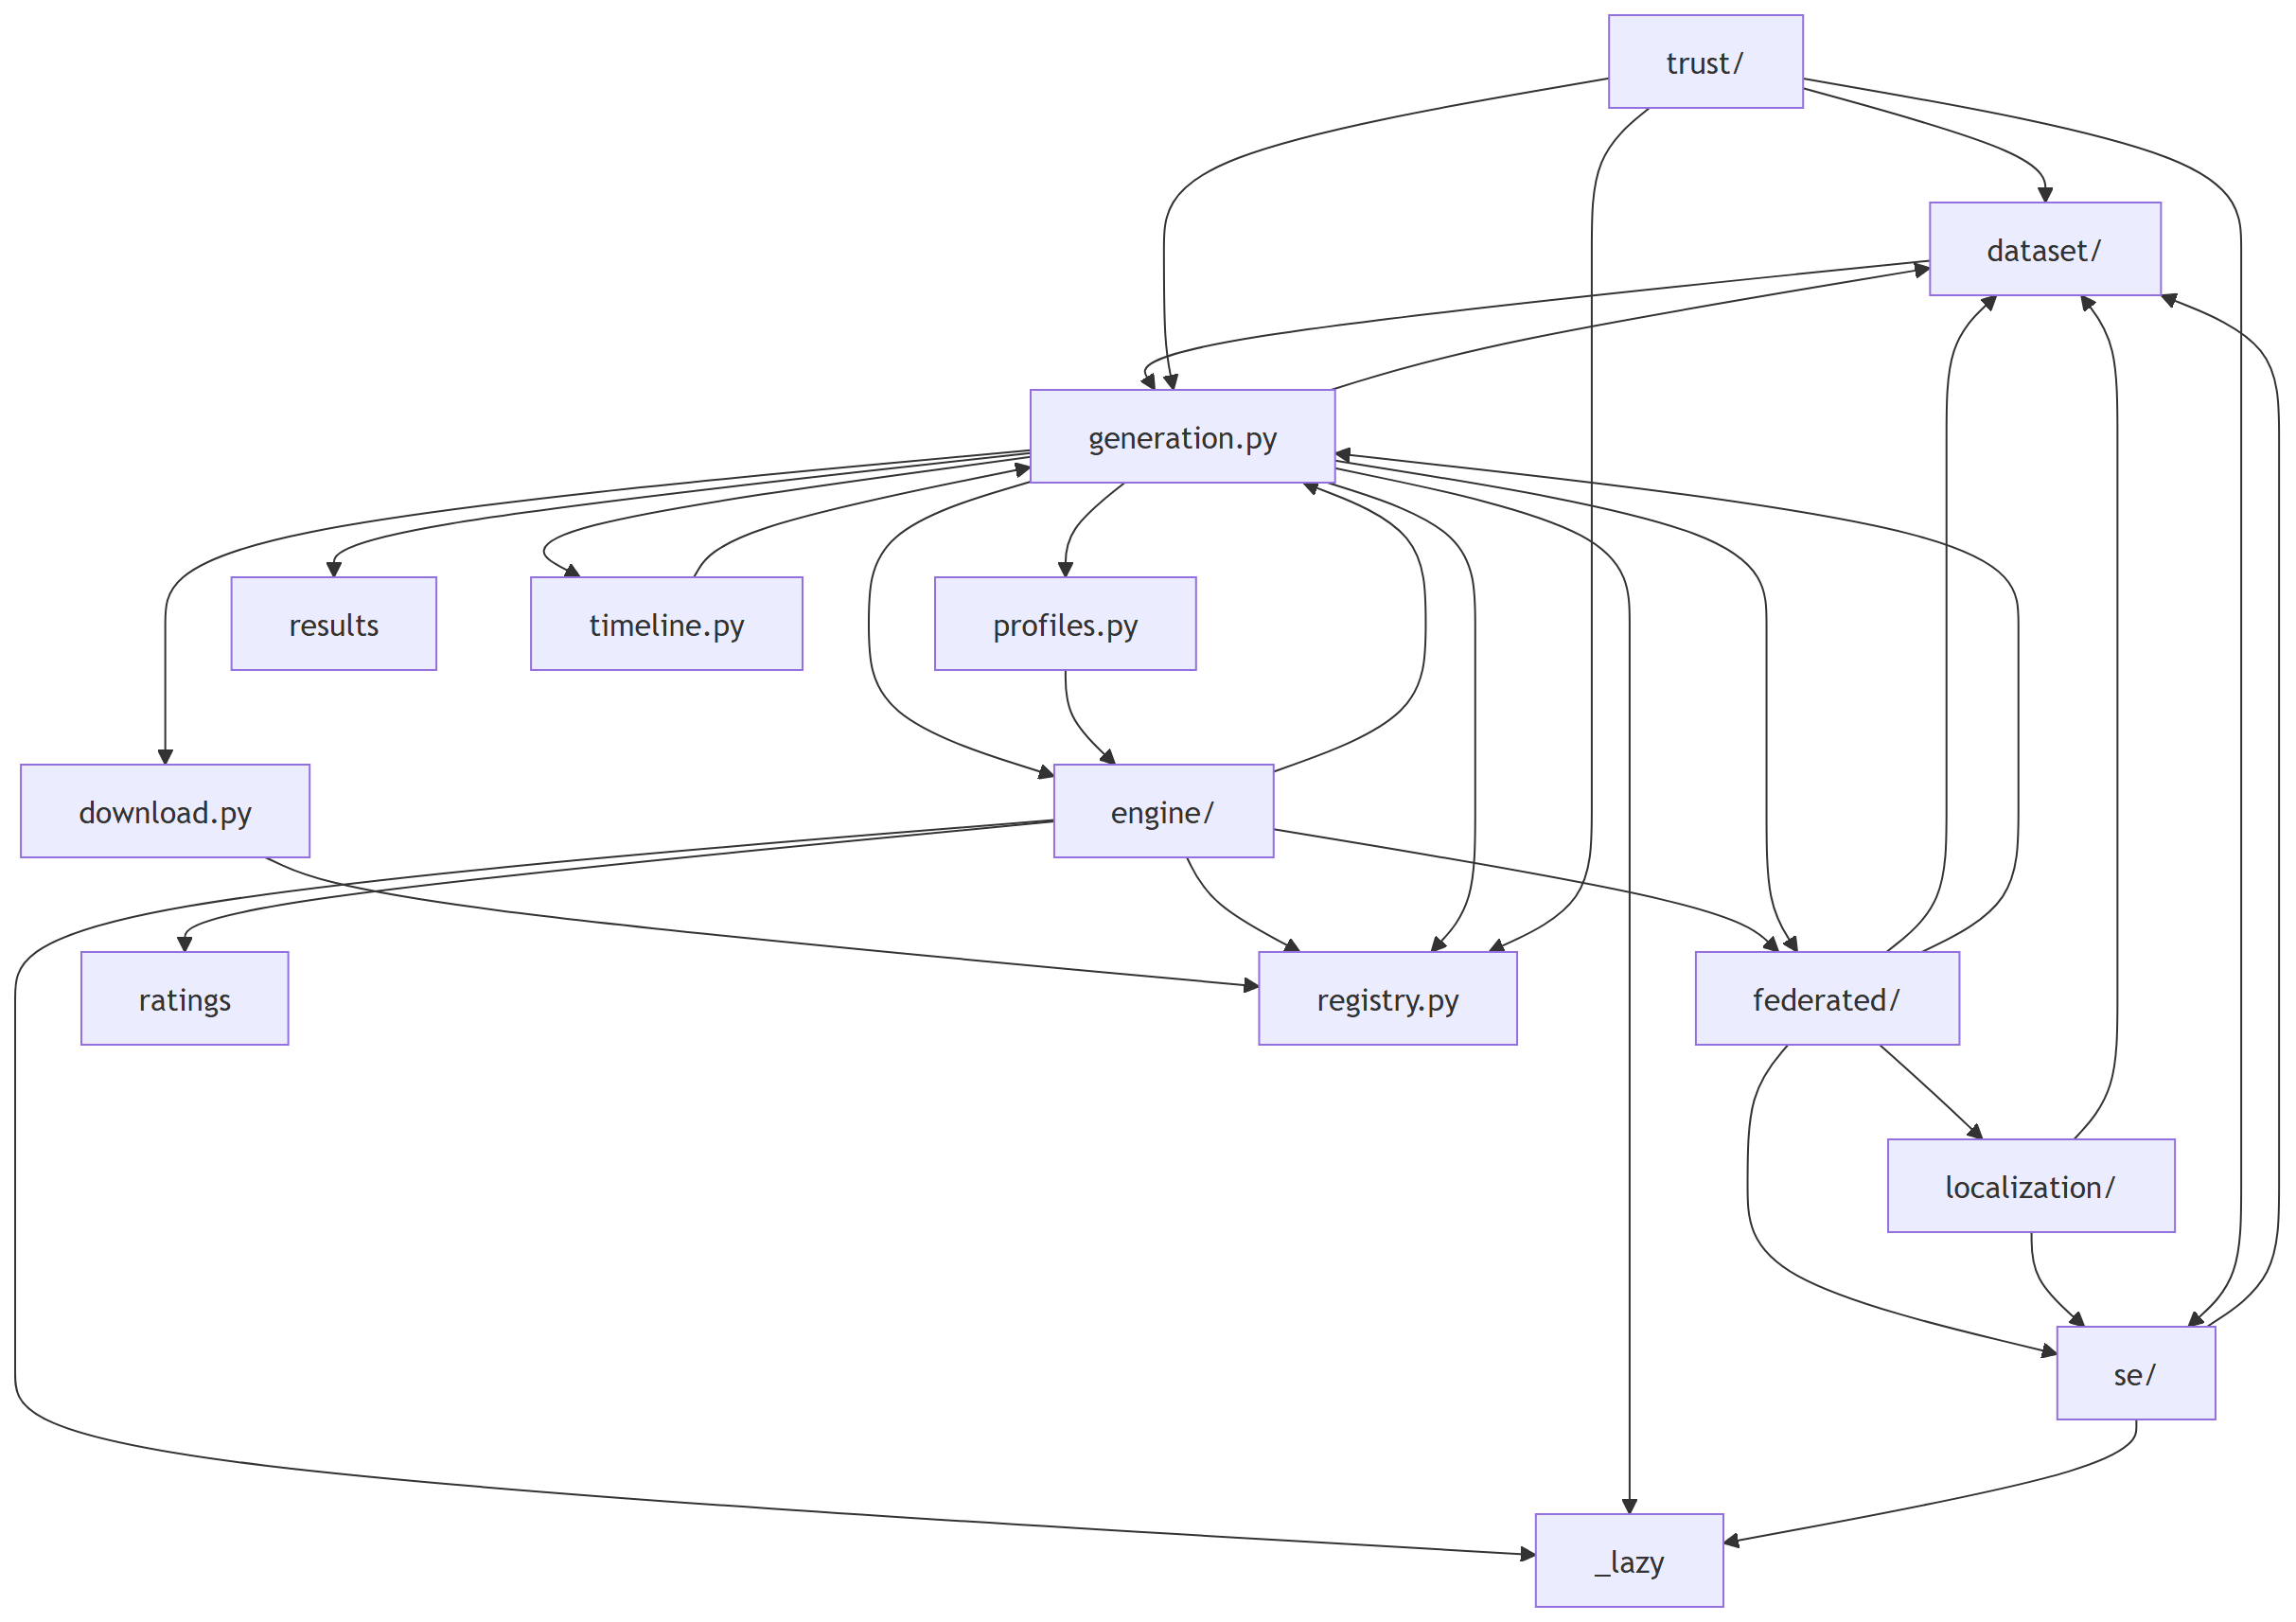 trust/
dataset/
generation.py
results
timeline.py
profiles.py
download.py
engine/
ratings
registry.py
federated/
localization/
se/
_lazy